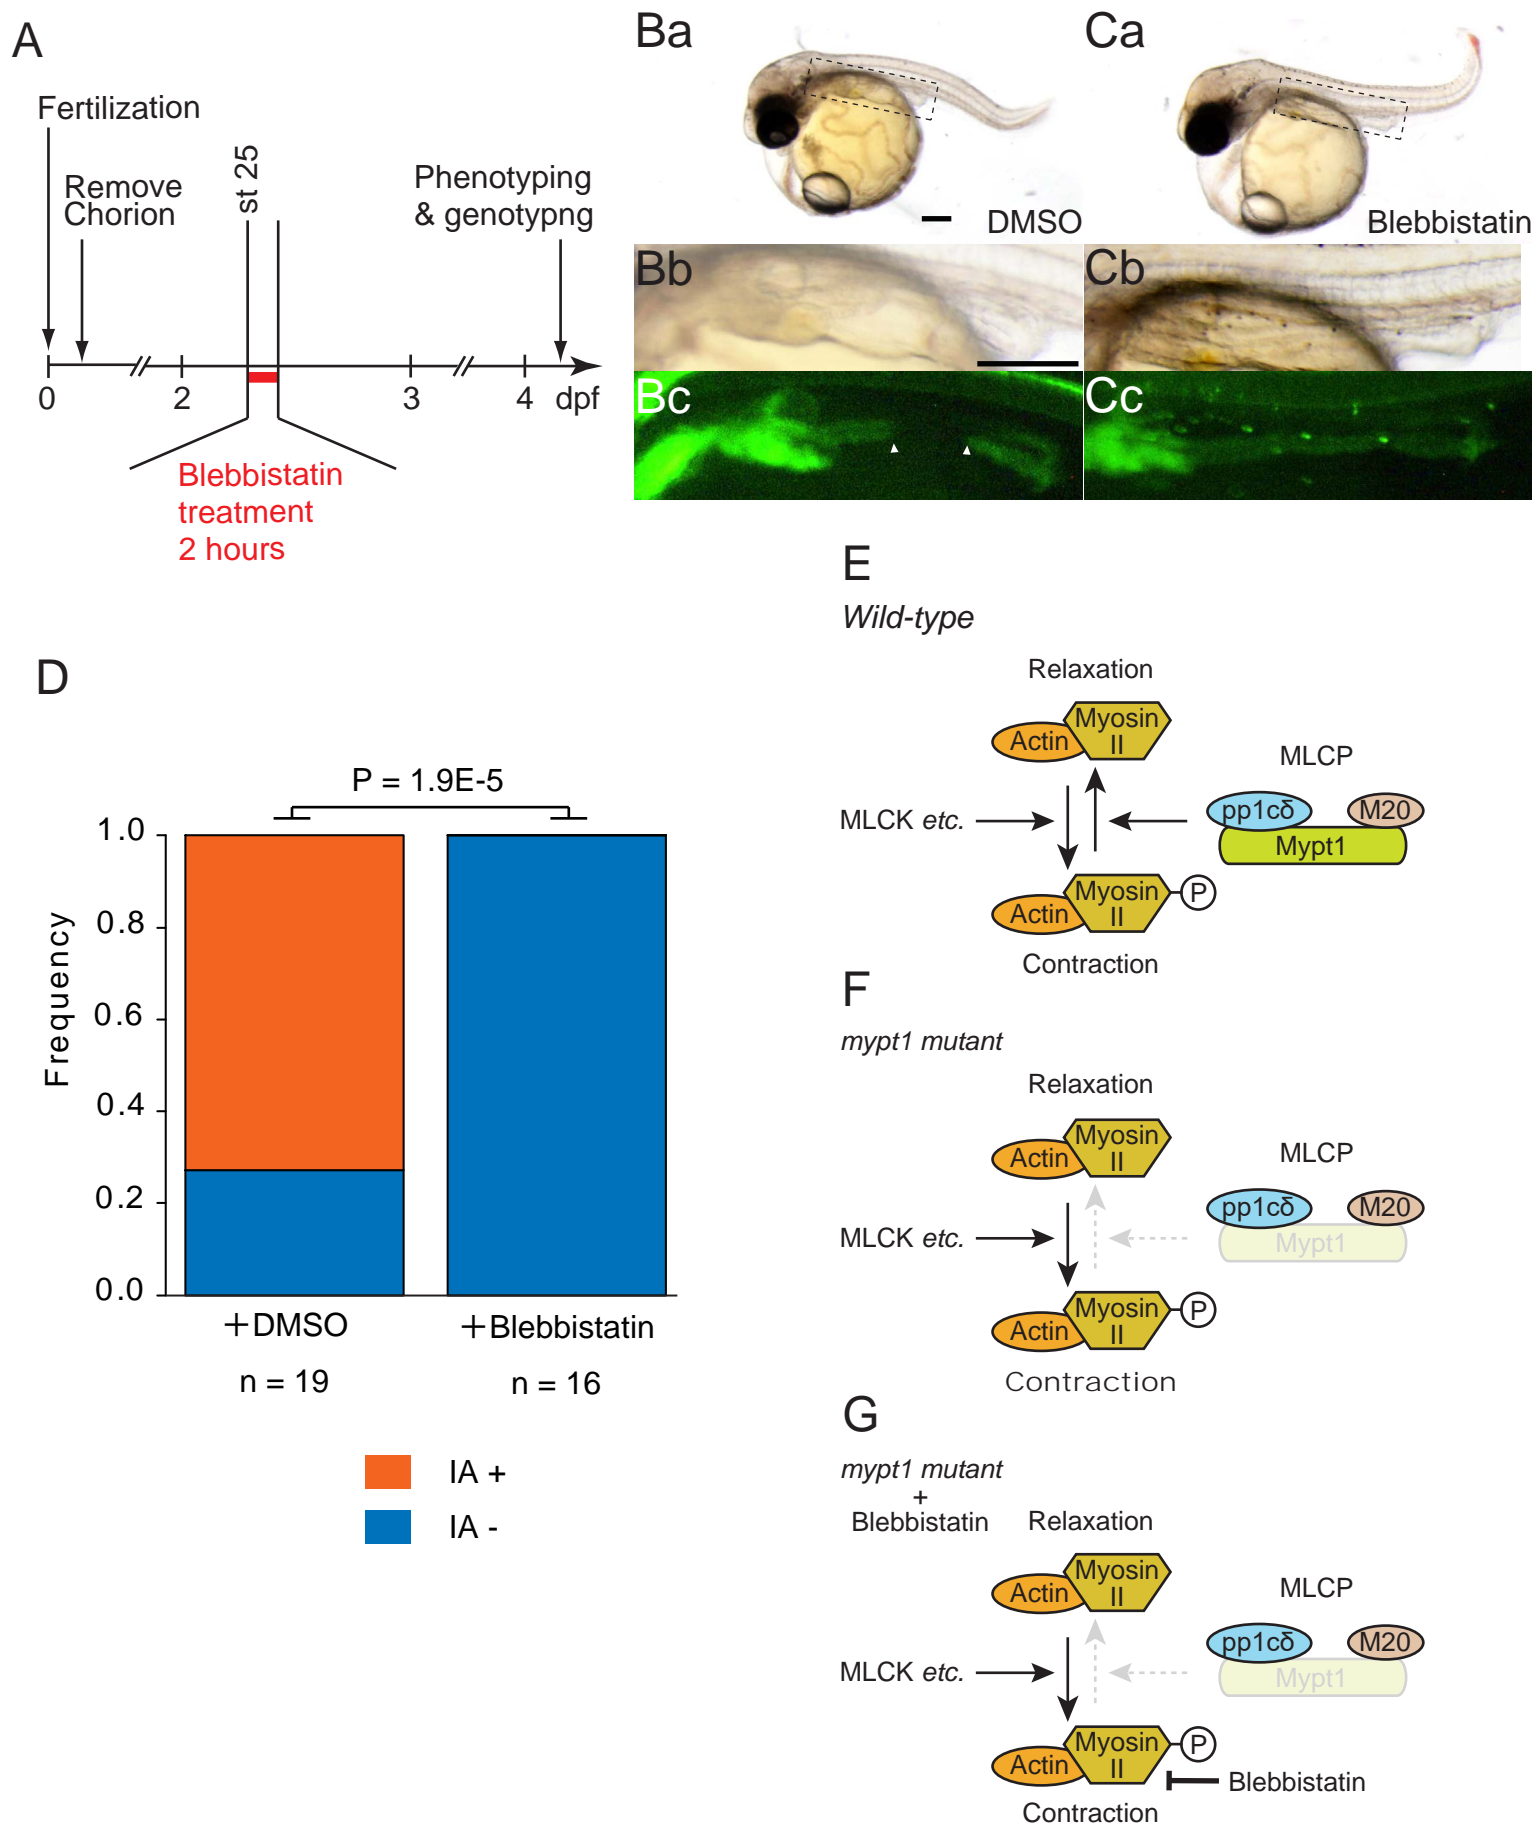 A
Fertilization
Remove
Chorion
st 25
Phenotyping
& genotypng
0
2
3
4
dpf
Blebbistatin
treatment
2 hours
Ba
DMSO
Ca
Blebbistatin
Bb
Cb
Bc
Cc
D
P = 1.9E-5
Frequency
1.0
0.8
0.6
0.4
0.2
0.0
+DMSO
+Blebbistatin
n = 19
n = 16
IA +
IA -
E
Wild-type
Relaxation
Actin
Myosin
II
MLCP
pp1cδ
M20
Mypt1
MLCK etc.
Actin
Myosin
II
P
Contraction
F
mypt1 mutant
Relaxation
Actin
Myosin
II
MLCP
pp1cδ
M20
Mypt1
MLCK etc.
Actin
Myosin
II
P
Contraction
G
mypt1 mutant
+
Blebbistatin
Relaxation
Actin
Myosin
II
MLCP
pp1cδ
M20
Mypt1
MLCK etc.
Actin
Myosin
II
P
Blebbistatin
Contraction